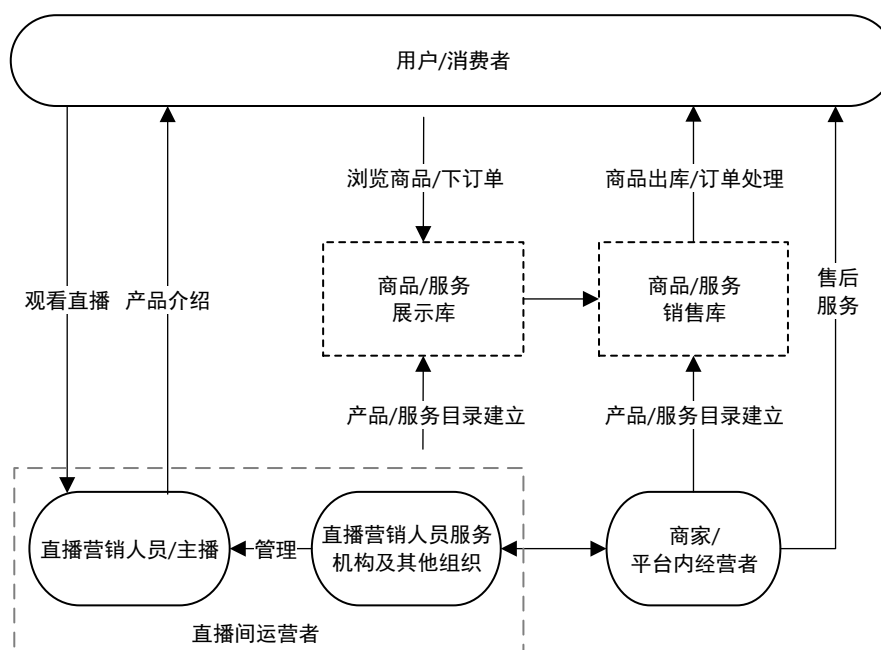 用户/消费者
浏览商品/下订单
商品出库/订单处理
观看直播
产品介绍
商品/服务
展示库
商品/服务
销售库
售后
服务
产品/服务目录建立
产品/服务目录建立
直播营销人员/主播
管理
直播营销人员服务
机构及其他组织
商家/
平台内经营者
直播间运营者